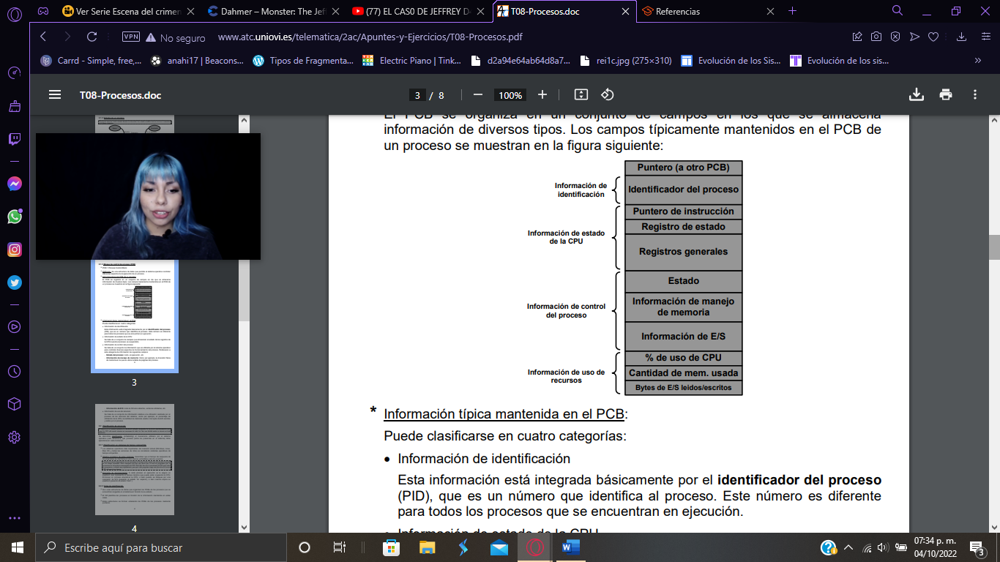 Ver Serie Escena del crimen
Dahmer – Monster: The Jef
(77) EL CAS0 DE JEFFREY D
T08-Procesos.doc
Referencias
VPN
No seguro
www.atc.uniovi.es/telematica/2ac/Apuntes-y-Ejercicios/T08-Procesos.pdf
Carrd - Simple, free,...
anahi17 | Beacons...
Tipos de Fragmenta...
Electric Piano | Tink...
d2a94e64ab64d8a7...
rei1c.jpg (275×310)
Evolución de los Sis...
Evolución de los sis...
T08-Procesos.doc
3 / 8
100%
El PCB se organiza en un conjunto de campos en los que se almacena
información de diversos tipos. Los campos típicamente mantenidos en el PCB de
un proceso se muestran en la figura siguiente:
Puntero (a otro PCB)
Información de
identificación
Identificador del proceso
Puntero de instrucción
Registro de estado
Información de estado
de la CPU
Registros generales
Estado
Información de manejo
de memoria
Información de control
del proceso
Información de E/S
% de uso de CPU
Cantidad de mem. usada
Información de uso de
recursos
Bytes de E/S leidos/escritos
* Información típica mantenida en el PCB:
Puede clasificarse en cuatro categorías:
• Información de identificación
Esta información está integrada básicamente por el identificador del proceso
(PID), que es un número que identifica al proceso. Este número es diferente
para todos los procesos que se encuentran en ejecución.
• Información de estado de la CPU
3
4
Escribe aquí para buscar
07:34 p. m.
04/10/2022
3